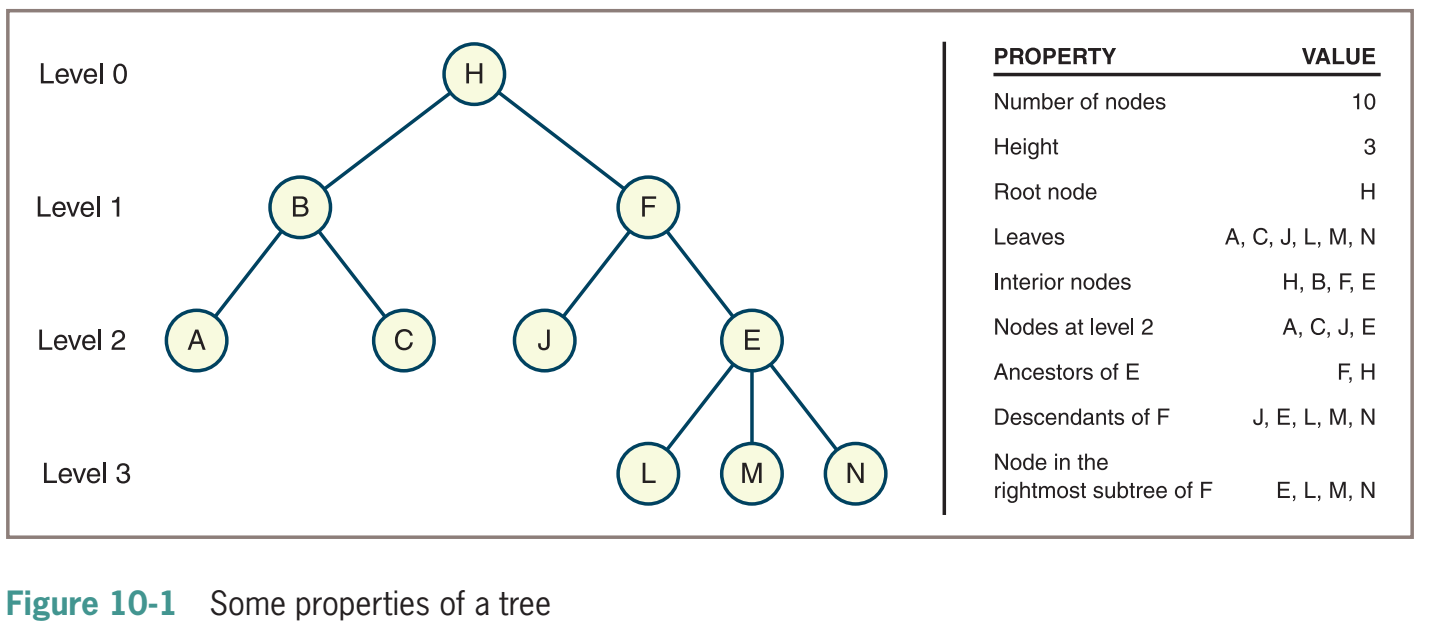 Level 0
H
Level 1
B F
Level 2
A C J E
Level 3
L M N
PROPERTY VALUE
Number of nodes 10
Height 3
Root node H
Leaves A, C, J, L, M, N
Interior nodes H, B, F, E
Nodes at level 2 A, C, J, E
Ancestors of E F, H
Descendants of F J, E, L, M, N
Node in the
rightmost subtree of F E, L, M, N
Figure 10-1 Some properties of a tree